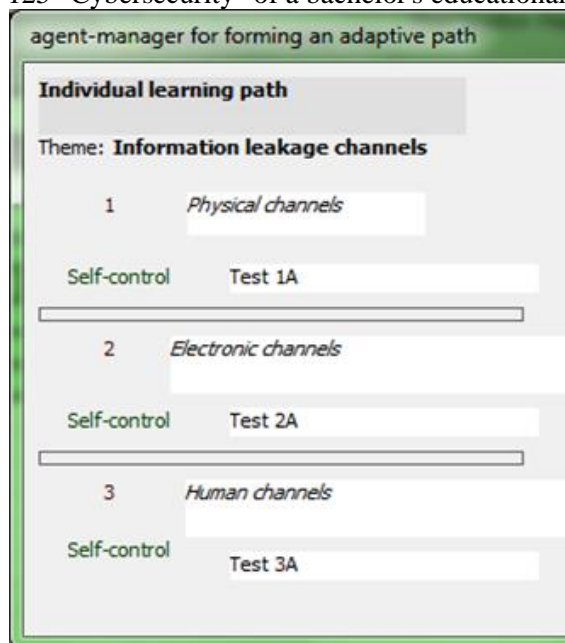 agent-manager for forming an adaptive path
Individual learning path
Theme: Information leakage channels
1 Physical channels
Self-control Test 1A
2 Electronic channels
Self-control Test 2A
3 Human channels
Self-control Test 3A